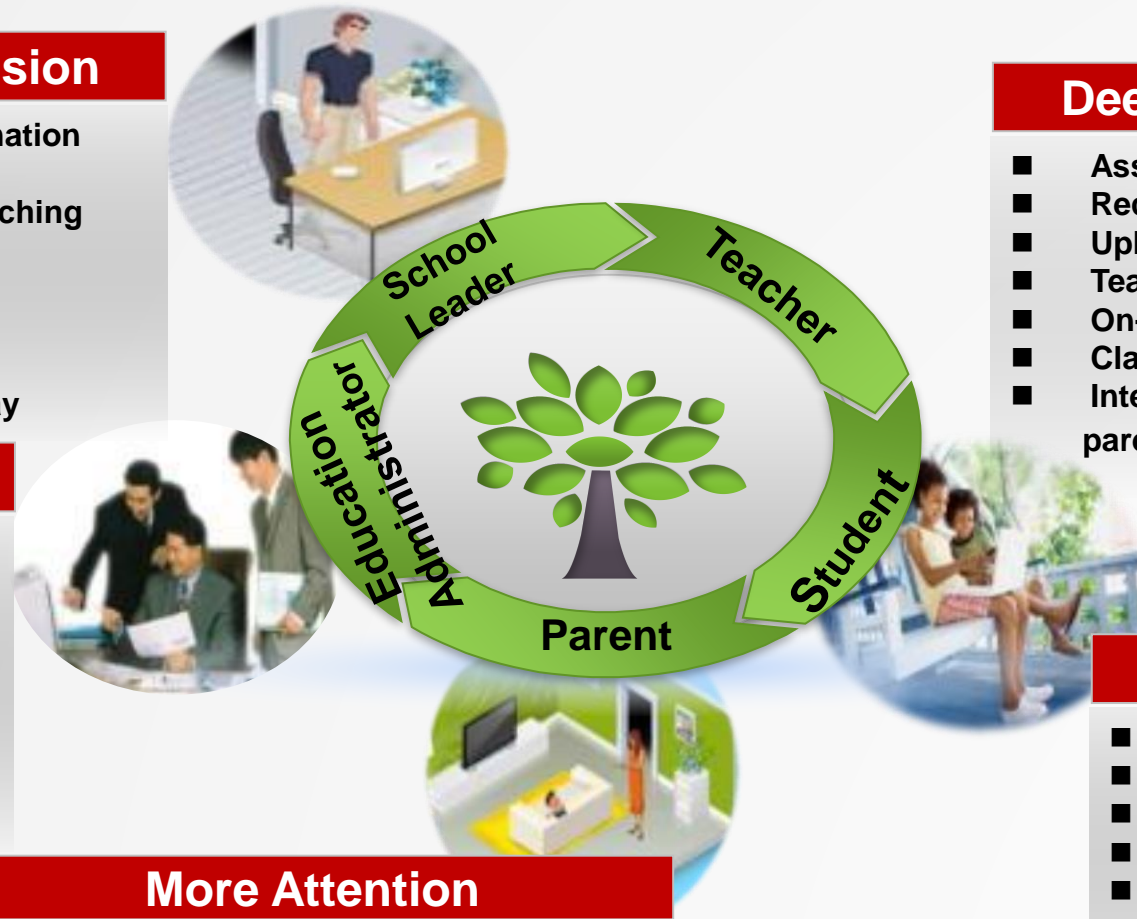 sion
nation
ching
ay
Dee
■ Ass
■ Rec
■ Upl
■ Tea
■ On-
■ Cla
■ Inte
pare
School
Leader
Teacher
Student
Parent
Education
Administrator
More Attention